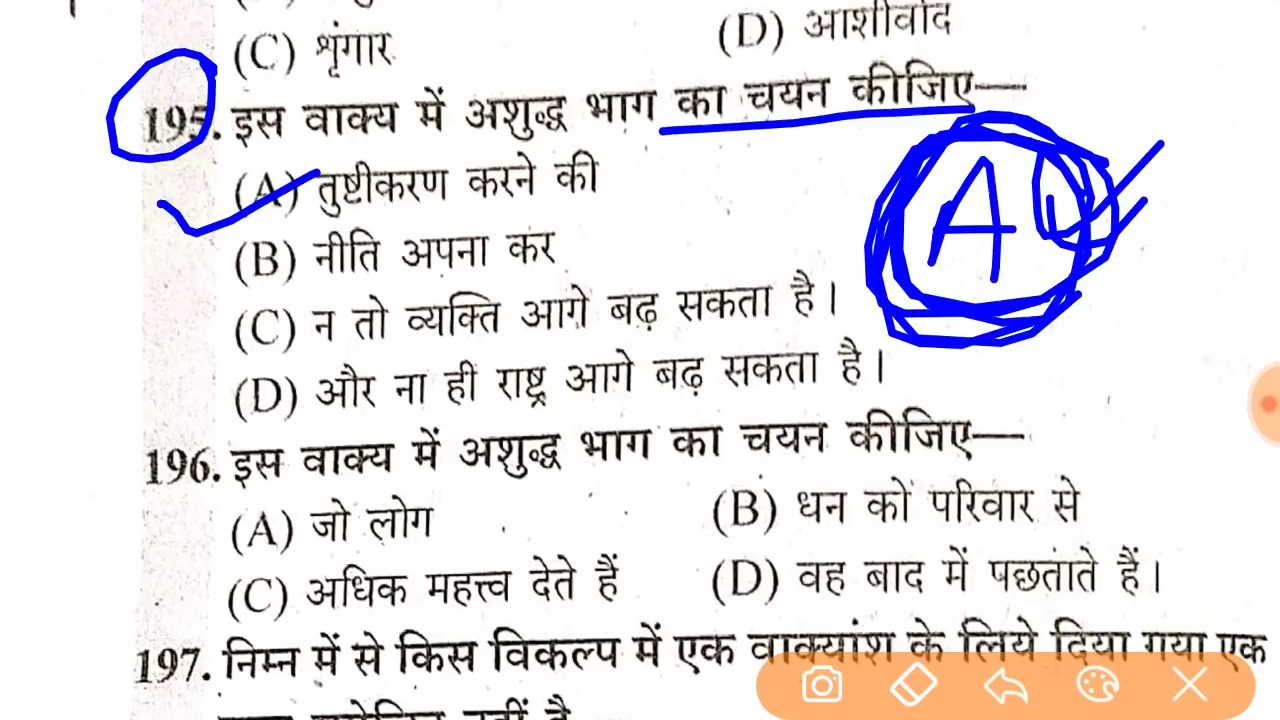 (C) शृंगार (D) आशीर्वाद
195. इस वाक्य में अशुद्ध भाग का चयन कीजिए—
(A) तुष्टीकरण करने की
A
(B) नीति अपना कर
(C) न तो व्यक्ति आगे बढ़ सकता है।
(D) और ना ही राष्ट्र आगे बढ़ सकता है।
196. इस वाक्य में अशुद्ध भाग का चयन कीजिए—
(A) जो लोग (B) धन को परिवार से
(C) अधिक महत्त्व देते हैं (D) वह बाद में पछताते हैं।
197. निम्न में से किस विकल्प में एक वाक्यांश के लिये दिया गया एक